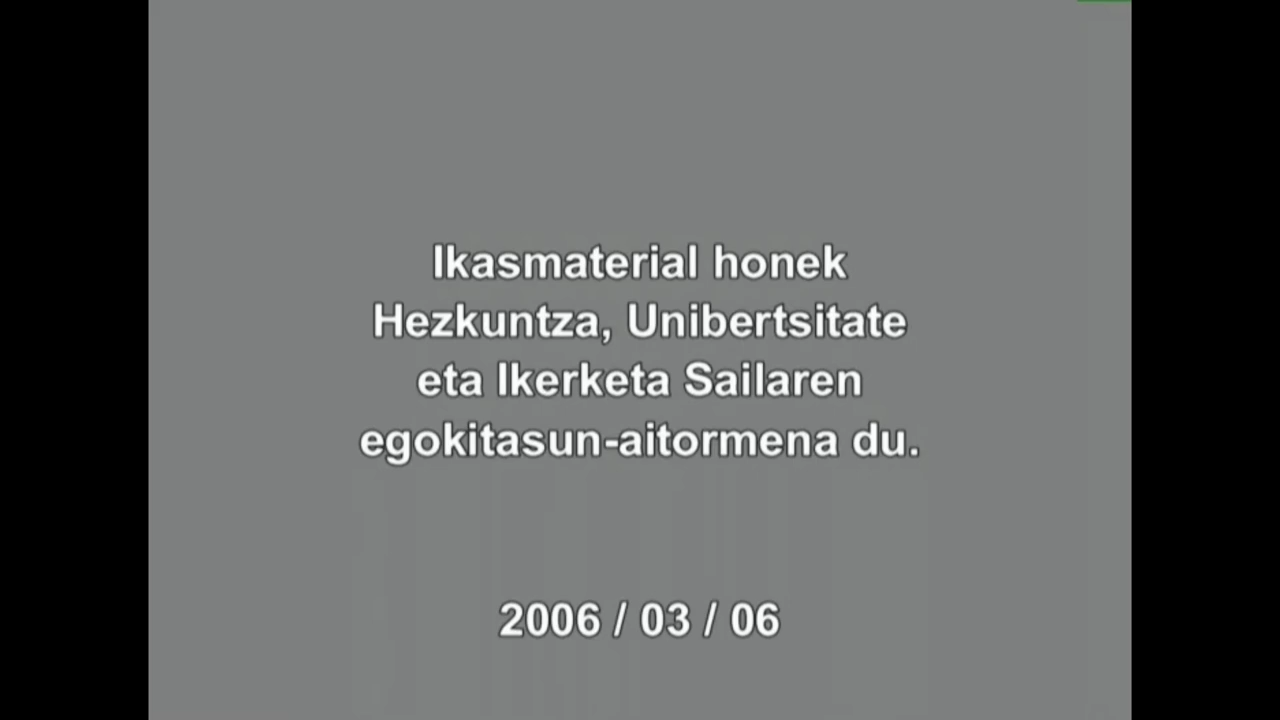 Ikasmaterial honek
Hezkuntza, Unibertsitate
eta Ikerketa Sailaren
egokitasun-aitormena du.
2006 / 03 / 06